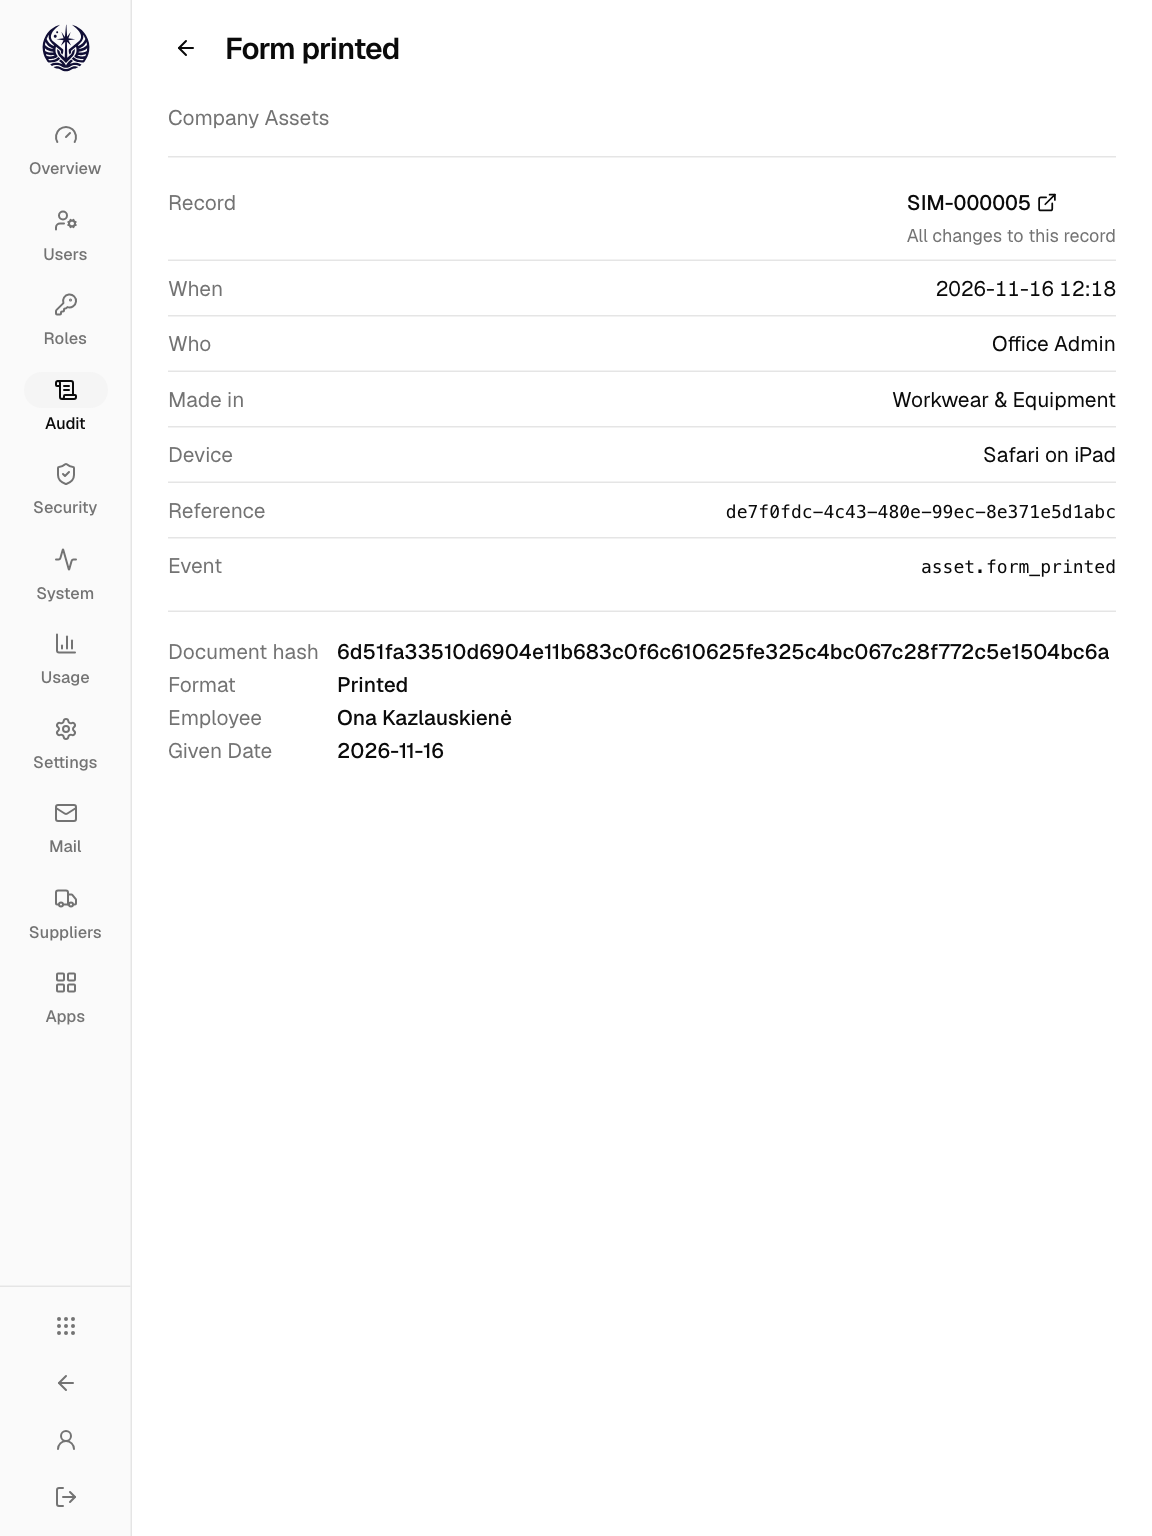 Form printed
Company Assets
Record
SIM-000005
All changes to this record
When
2026-11-16 12:18
Who
Office Admin
Made in
Workwear & Equipment
Device
Safari on iPad
Reference
de7f0fdc-4c43-480e-99ec-8e371e5d1abc
Event
asset.form_printed
Document hash 6d51fa33510d6904e11b683c0f6c610625fe325c4bc067c28f772c5e1504bc6a
Format Printed
Employee Ona Kazlauskienė
Given Date 2026-11-16
Overview
Users
Roles
Audit
Security
System
Usage
Settings
Mail
Suppliers
Apps